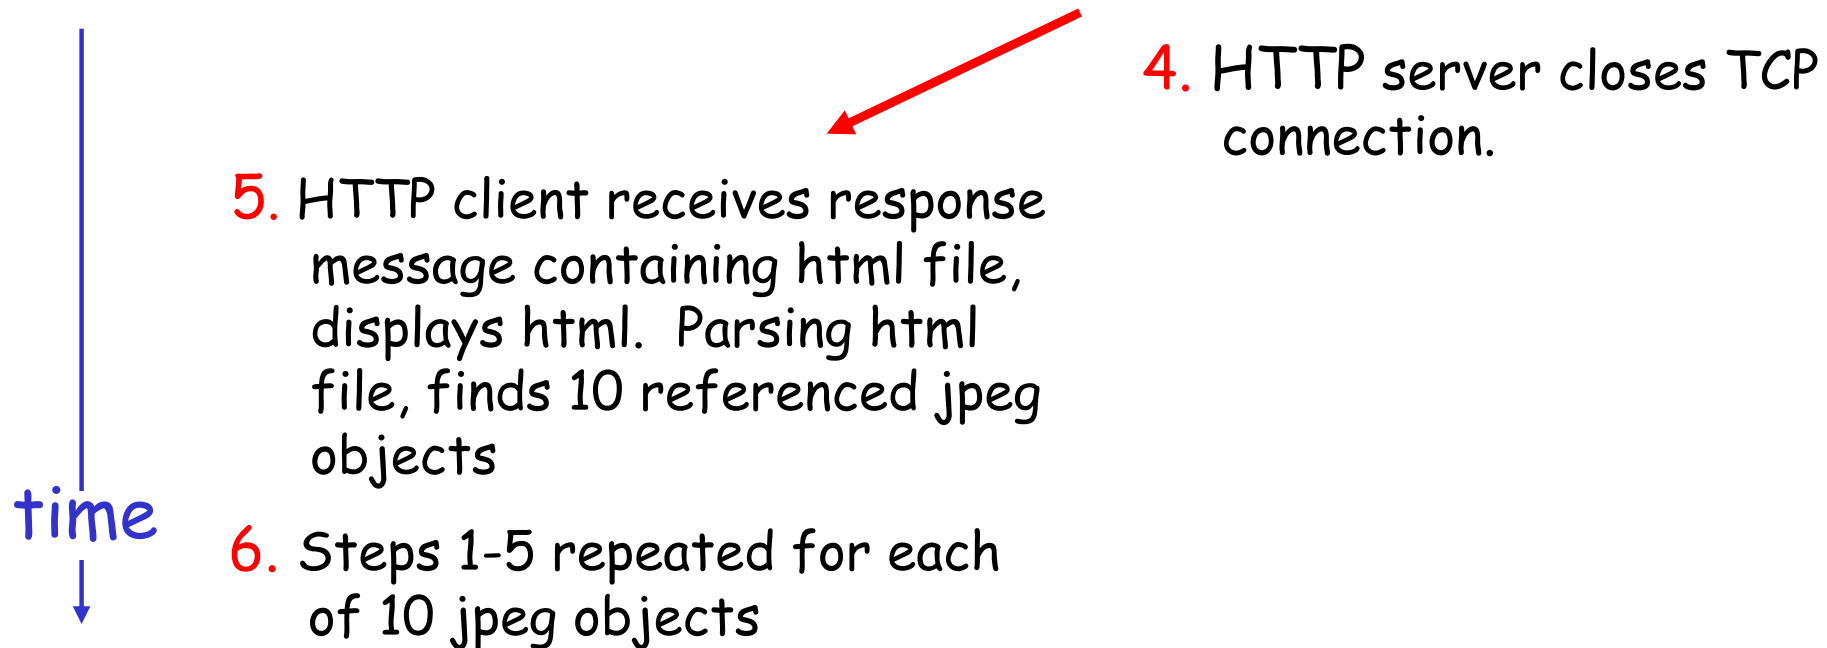 4. HTTP server closes TCP
connection.
5. HTTP client receives response
message containing html file,
displays html.  Parsing html
file, finds 10 referenced jpeg
objects
time
6. Steps 1-5 repeated for each
of 10 jpeg objects